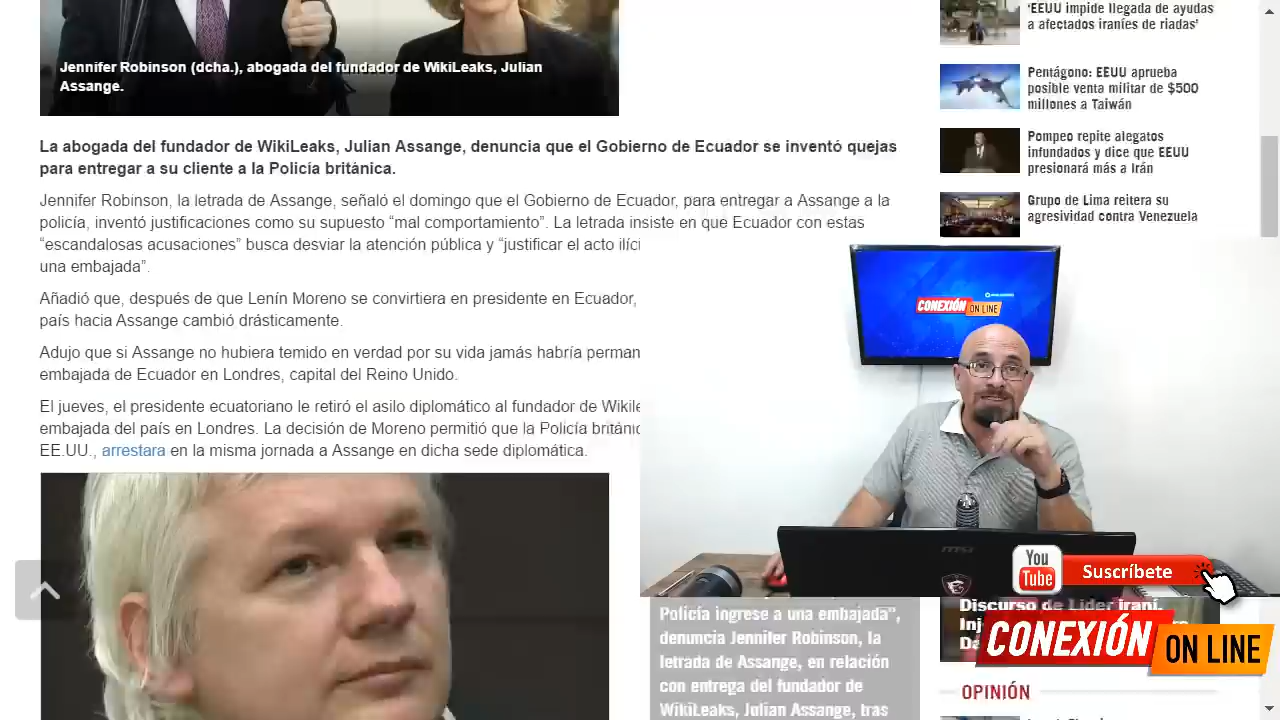 Jennifer Robinson (dcha.), abogada del fundador de WikiLeaks, Julian
Assange.
La abogada del fundador de WikiLeaks, Julian Assange, denuncia que el Gobierno de Ecuador se inventó quejas
para entregar a su cliente a la Policía británica.
Jennifer Robinson, la letrada de Assange, señaló el domingo que el Gobierno de Ecuador, para entregar a Assange a la
policía, inventó justificaciones como su supuesto “mal comportamiento”. La letrada insiste en que Ecuador con estas
“escandalosas acusaciones” busca desviar la atención pública y “justificar el acto ilíci
una embajada”.
Añadió que, después de que Lenín Moreno se convirtiera en presidente en Ecuador,
país hacia Assange cambió drásticamente.
Adujo que si Assange no hubiera temido en verdad por su vida jamás habría perman
embajada de Ecuador en Londres, capital del Reino Unido.
El jueves, el presidente ecuatoriano le retiró el asilo diplomático al fundador de Wikile
embajada del país en Londres. La decisión de Moreno permitió que la Policía britániс
EE.UU., arrestara en la misma jornada a Assange en dicha sede diplomática.
‘EEUU impide llegada de ayudas
a afectados iraníes de riadas’
Pentágono: EEUU aprueba
posible venta militar de $500
millones a Taiwán
Pompeo repite alegatos
infundados y dice que EEUU
presionará más a Irán
Grupo de Lima reitera su
agresividad contra Venezuela
CONEXIÓN
ON LINE
msi
You
Tube
Suscríbete
Policía ingrese a una embajada”,
denuncia Jennifer Robinson, la
letrada de Assange, en relación
con entrega del fundador de
WikiLeaks, Julian Assange, tras
Discurso de Líder iraní.
CONEXIÓN
ON LINE
OPINIÓN